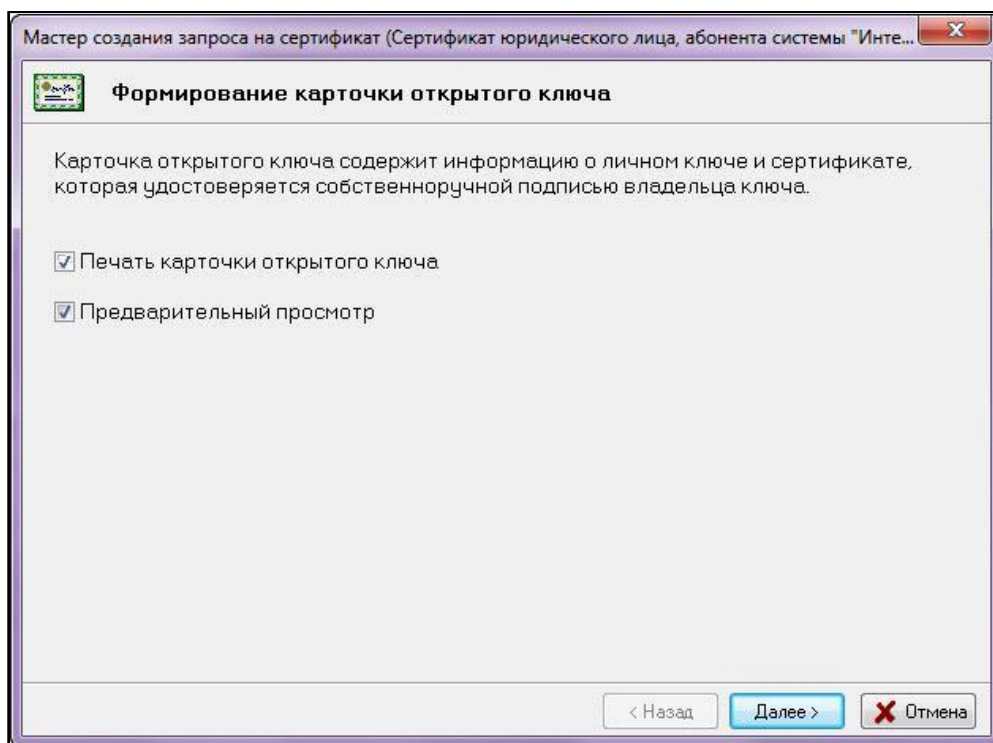 Мастер создания запроса на сертификат (Сертификат юридического лица, абонента системы "Инте...
Формирование карточки открытого ключа
Карточка открытого ключа содержит информацию о личном ключе и сертификате,
которая удостоверяется собственноручной подписью владельца ключа.
Печать карточки открытого ключа
Предварительный просмотр
< Назад
Далее >
Отмена